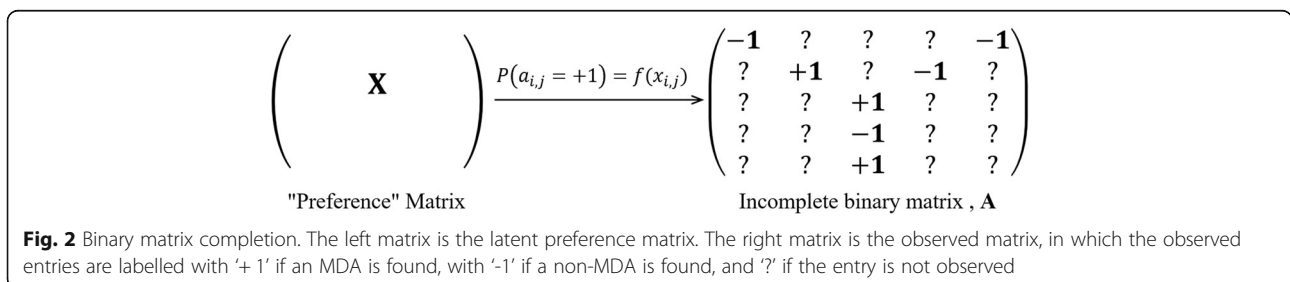 −1 ? ? ? −1
? +1 ? −1 ?
X P(a_{i,j} = +1) = f(x_{i,j}) ? ? +1 ? ?
? ? −1 ? ?
? ? +1 ? ?
"Preference" Matrix Incomplete binary matrix , A
Fig. 2 Binary matrix completion. The left matrix is the latent preference matrix. The right matrix is the observed matrix, in which the observed
entries are labelled with ‘+ 1’ if an MDA is found, with ‘-1’ if a non-MDA is found, and ‘?’ if the entry is not observed